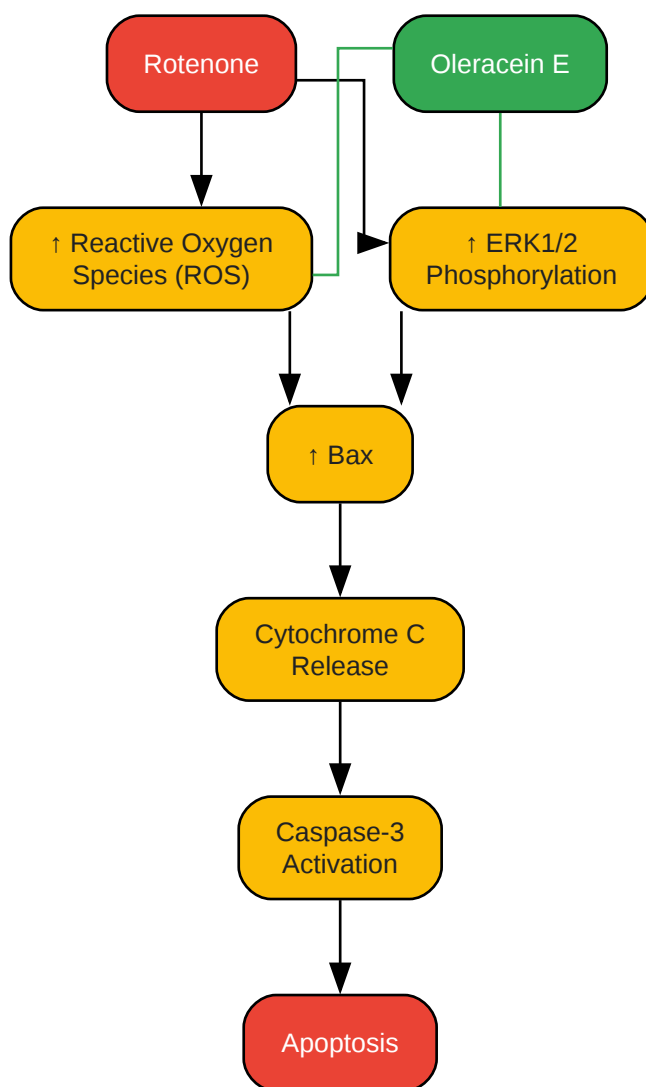 Rotenone
Oleracein E
↑ Reactive Oxygen
Species (ROS)
↑ ERK1/2
Phosphorylation
↑ Bax
Cytochrome C
Release
Caspase-3
Activation
Apoptosis